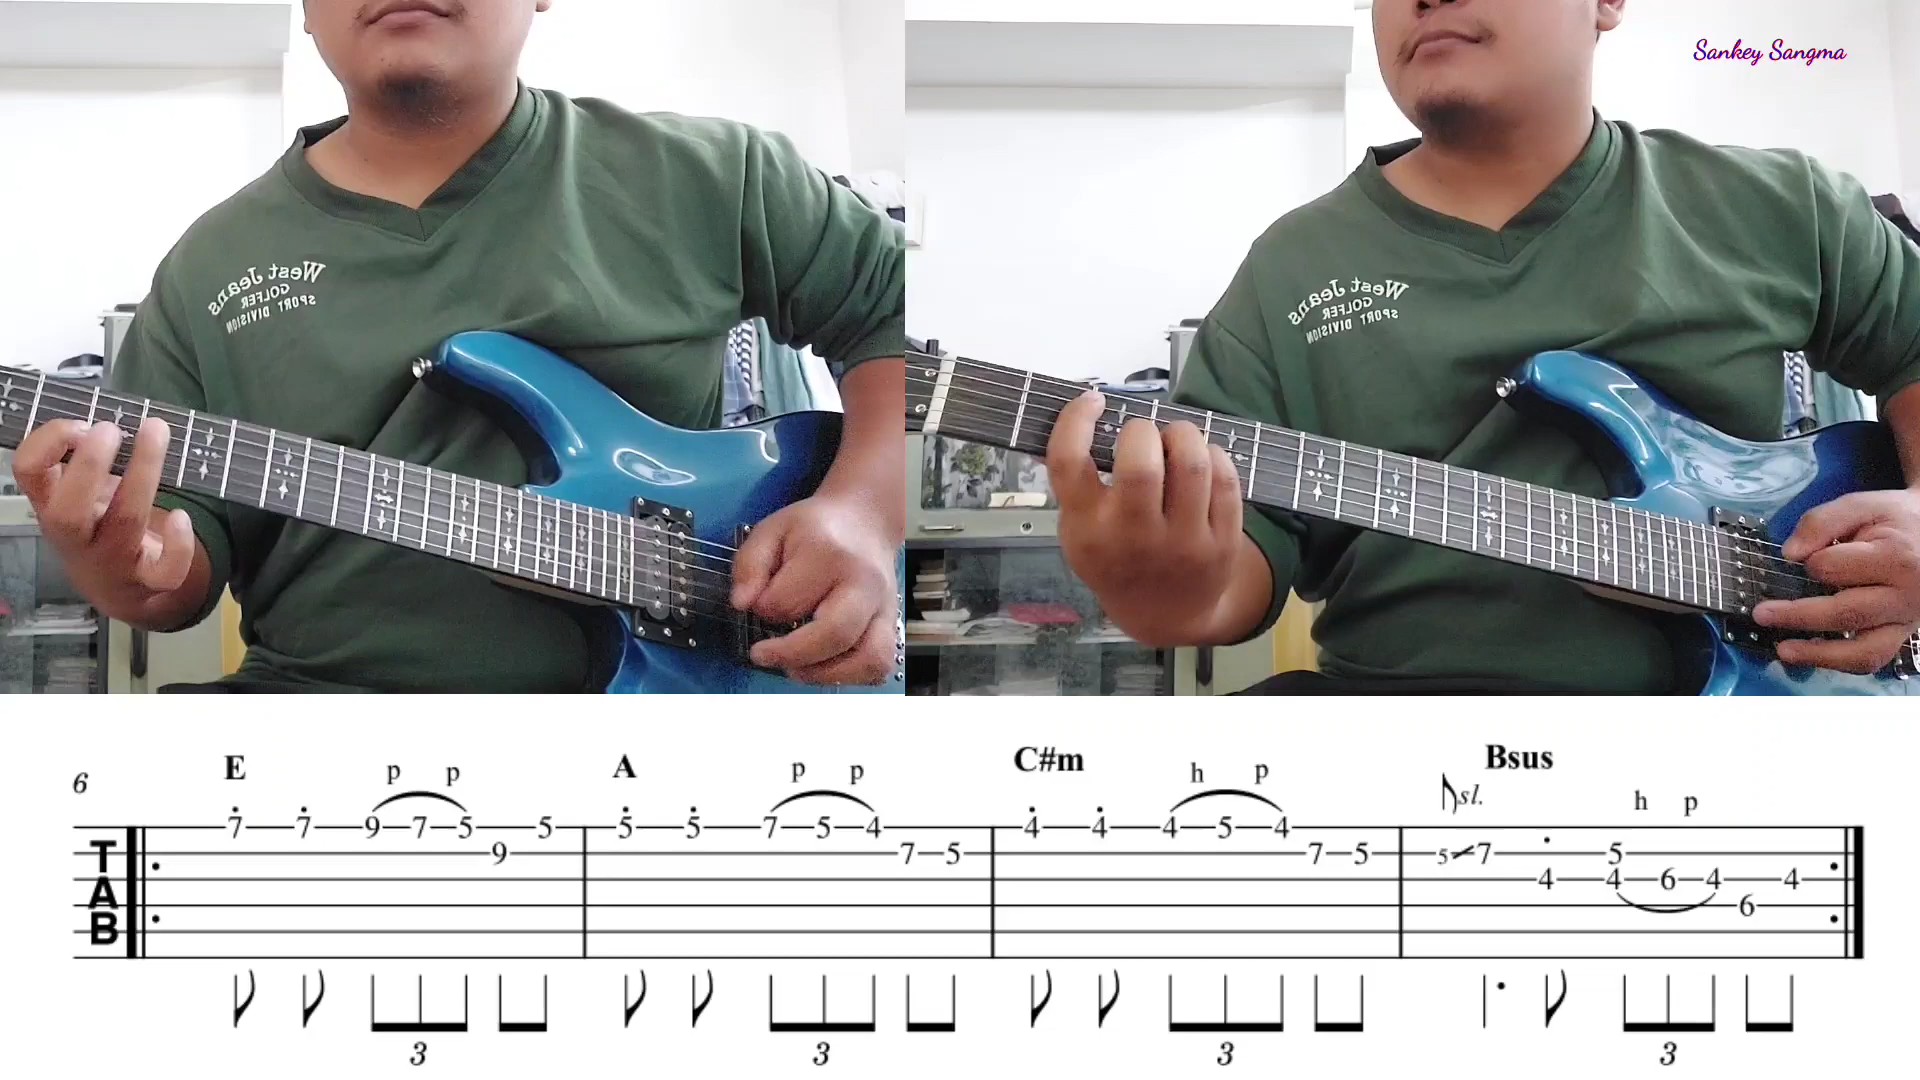 Sankey Sangma
West Jeans
GOLFER
SPORT DIVISION
West Jeans
GOLFER
SPORT DIVISION
6 E p p A p p C#m h p Bsus sl. h p
7 7 9 7 5 5 5 5 7 5 4 4 4 4 5 4 
T 9 7 5 7 5 5 7 5
A 4 4 6 4 4
B 6
3 3 3 3